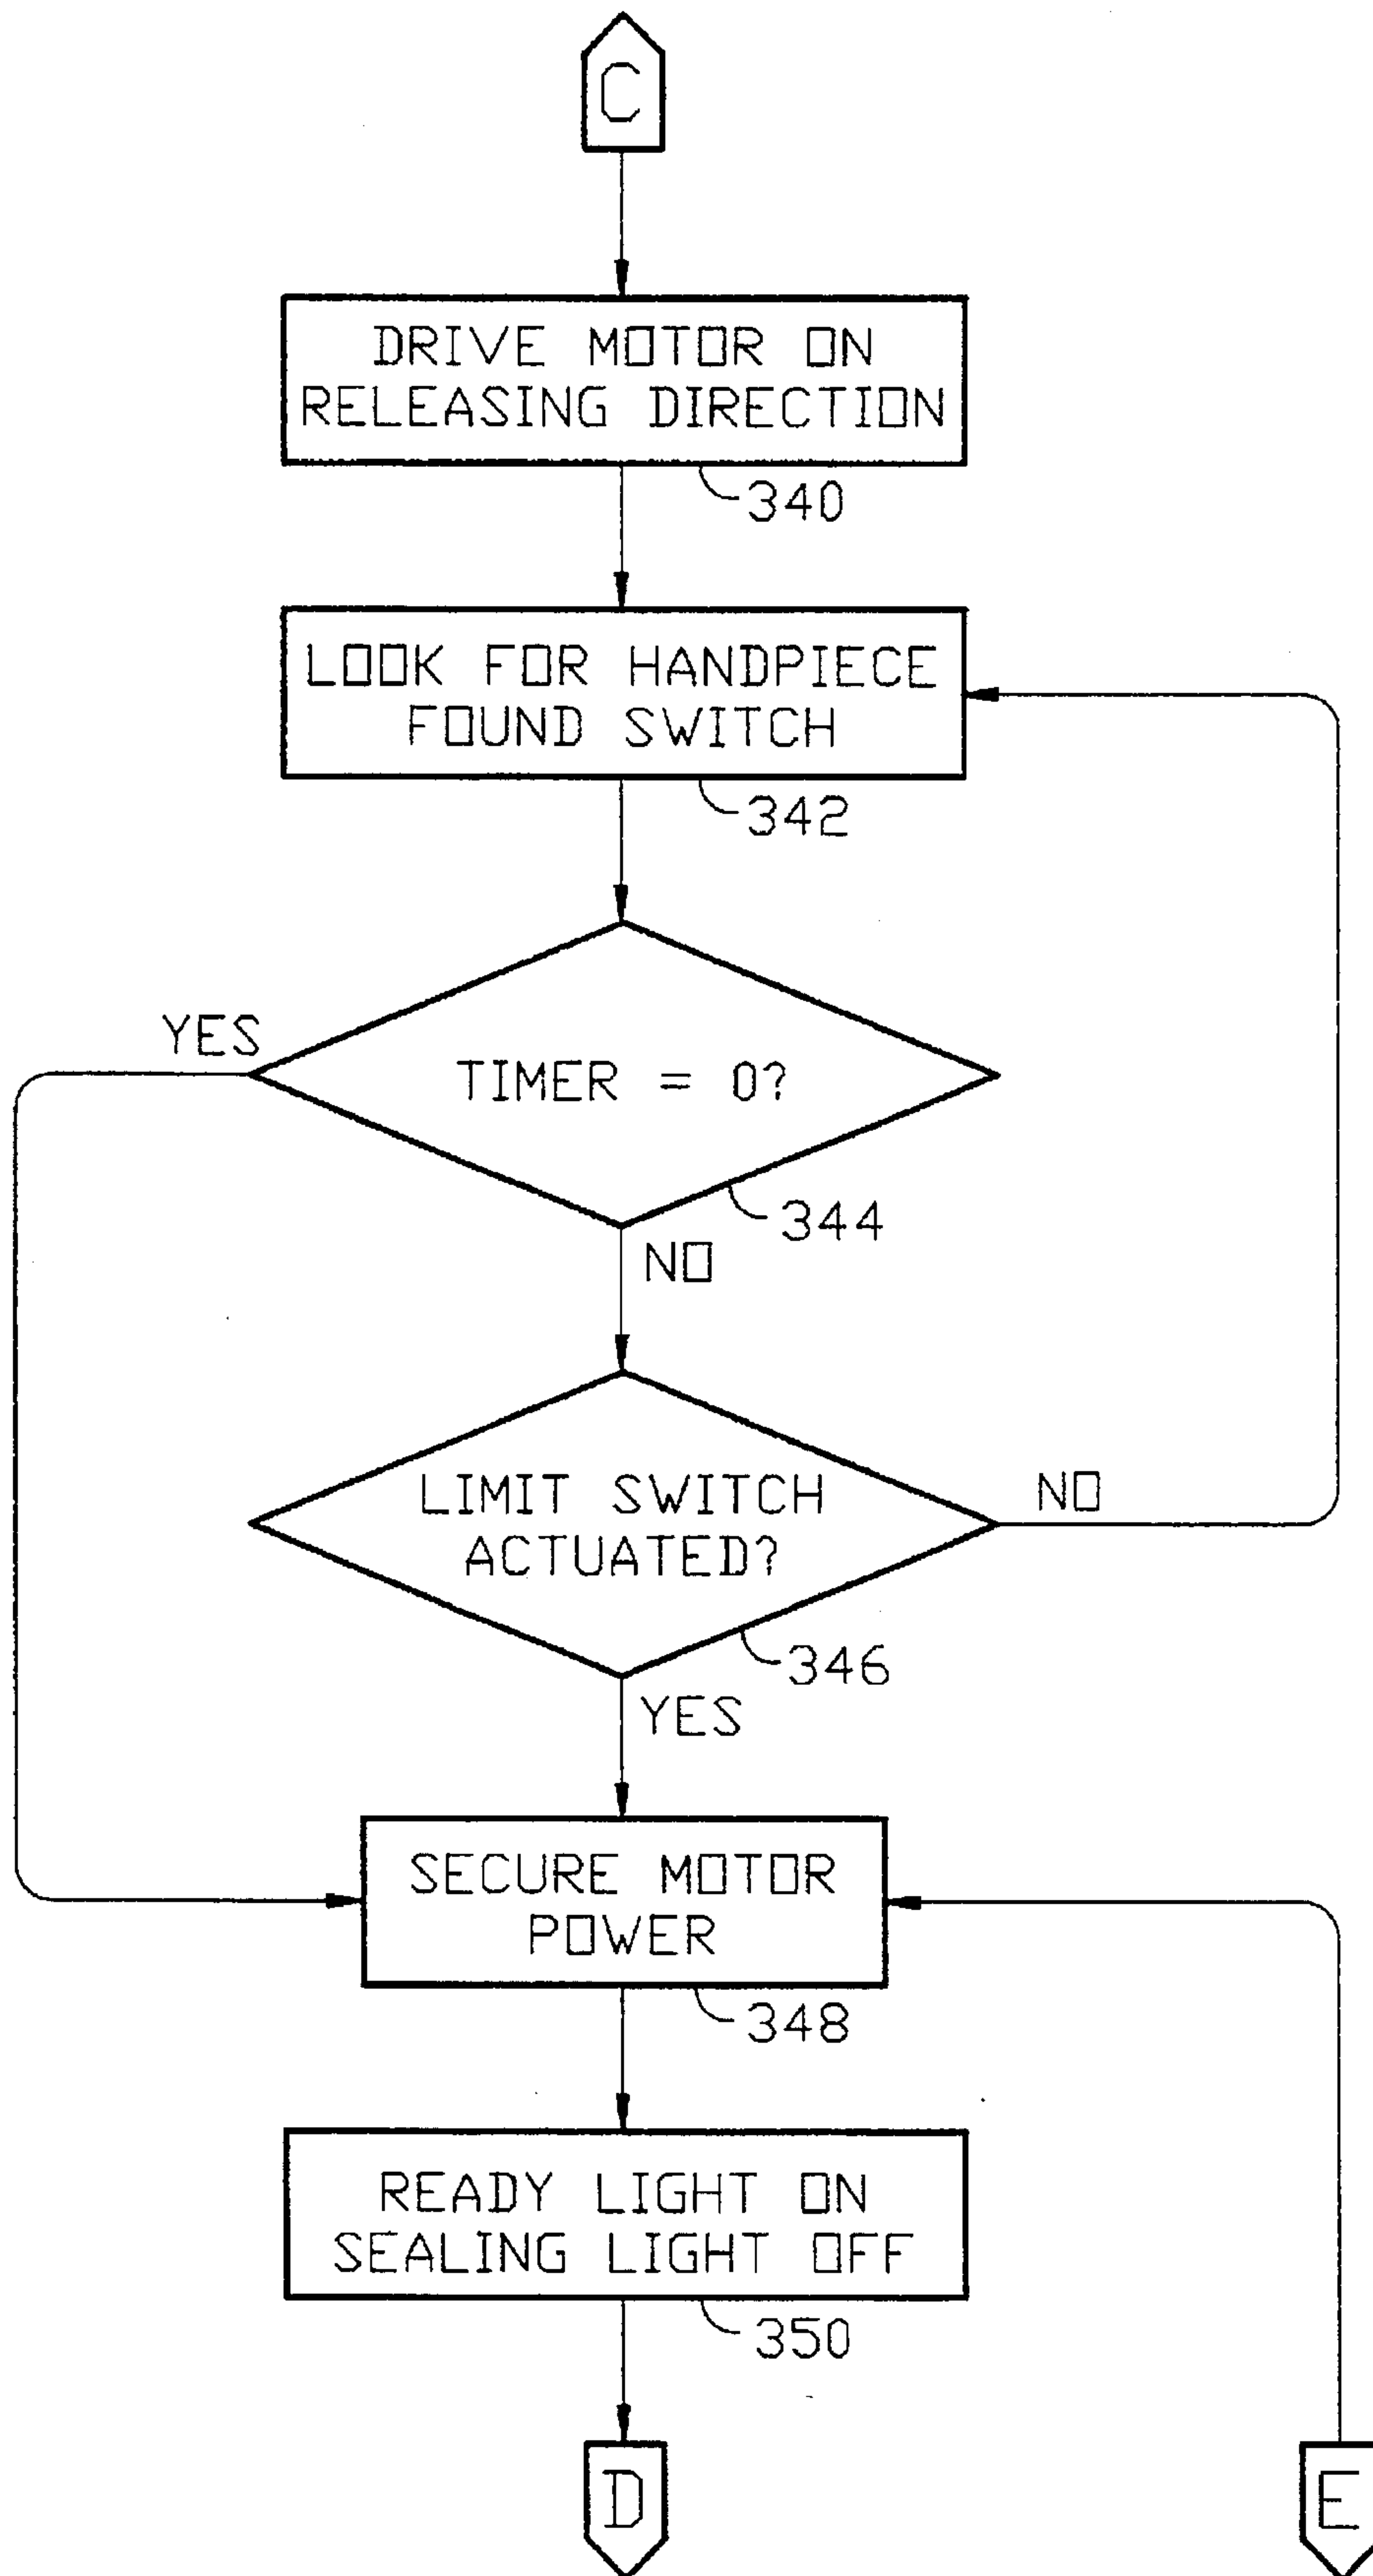 C
DRIVE MOTOR ON
RELEASING DIRECTION
340
LOOK FOR HANDPIECE
FOUND SWITCH
342
YES
TIMER = 0?
344
NO
LIMIT SWITCH
ACTUATED?
NO
346
YES
SECURE MOTOR
POWER
348
READY LIGHT ON
SEALING LIGHT OFF
350
D
E